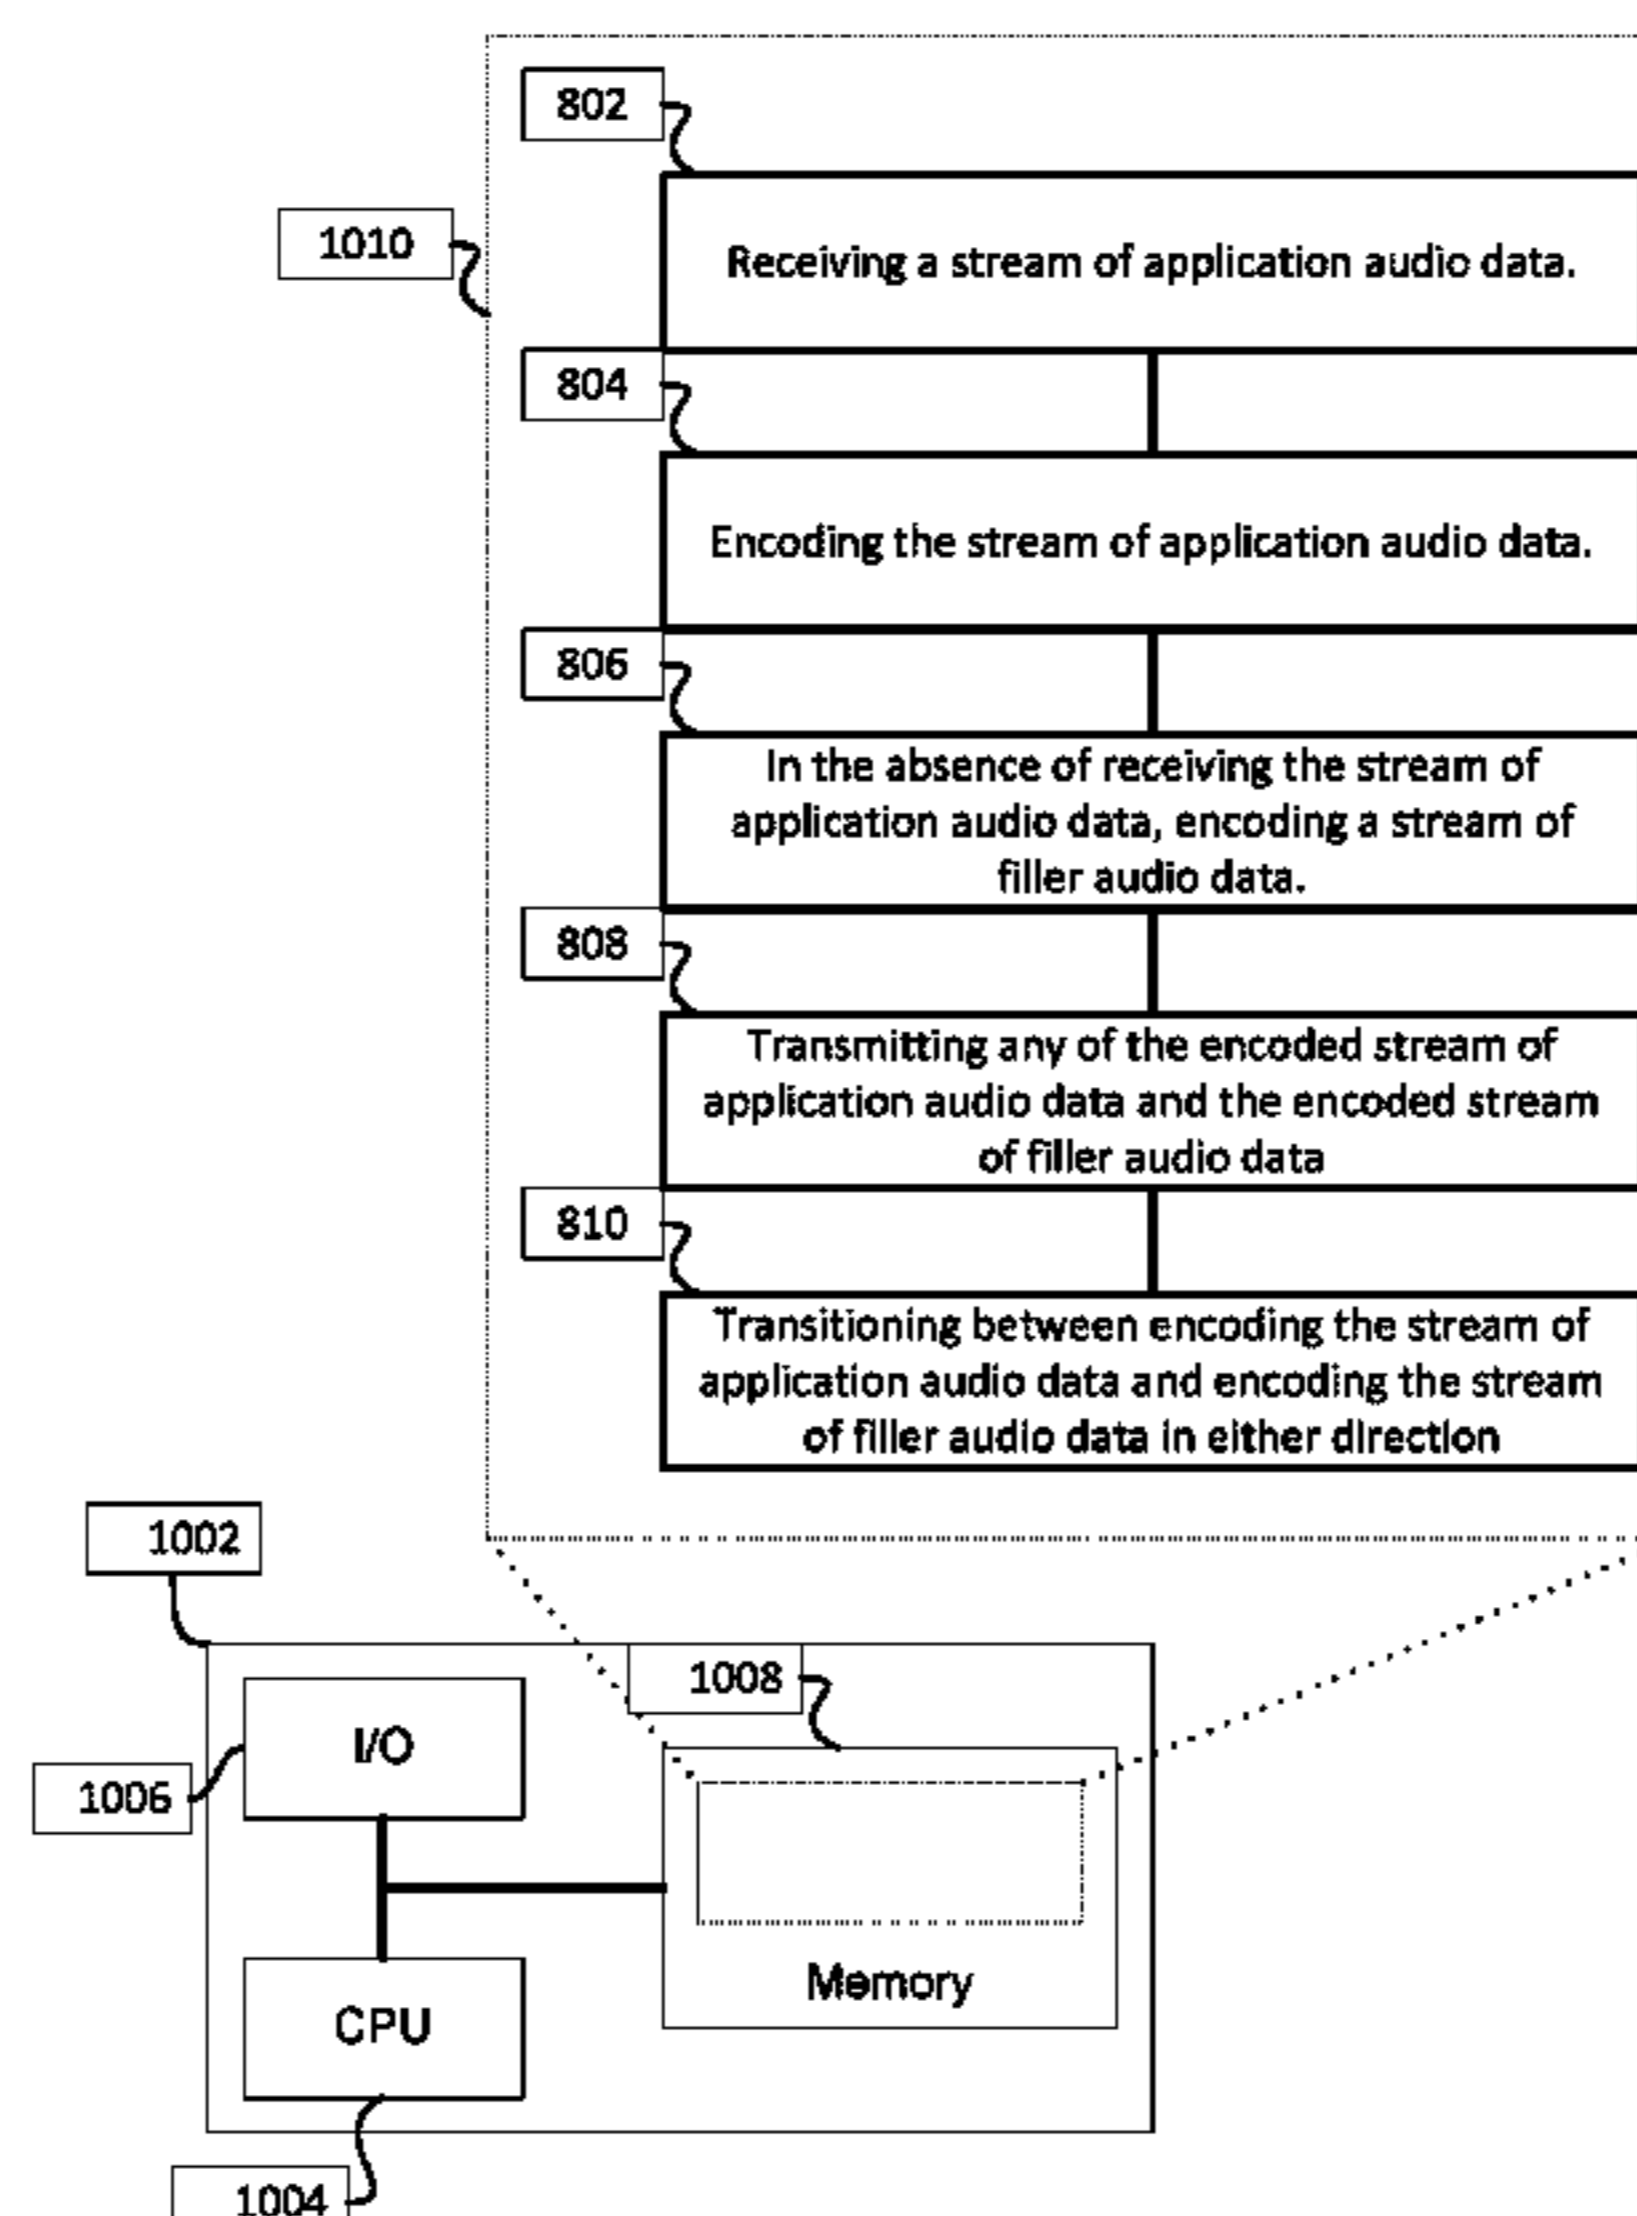 802
1010
Receiving a stream of application audio data.
804
Encoding the stream of application audio data.
806
In the absence of receiving the stream of
application audio data, encoding a stream of
filler audio data.
808
Transmitting any of the encoded stream of
application audio data and the encoded stream
of filler audio data
810
Transitioning between encoding the stream of
application audio data and encoding the stream
of filler audio data in either direction
1002
1008
I/O
1006
Memory
CPU
1004